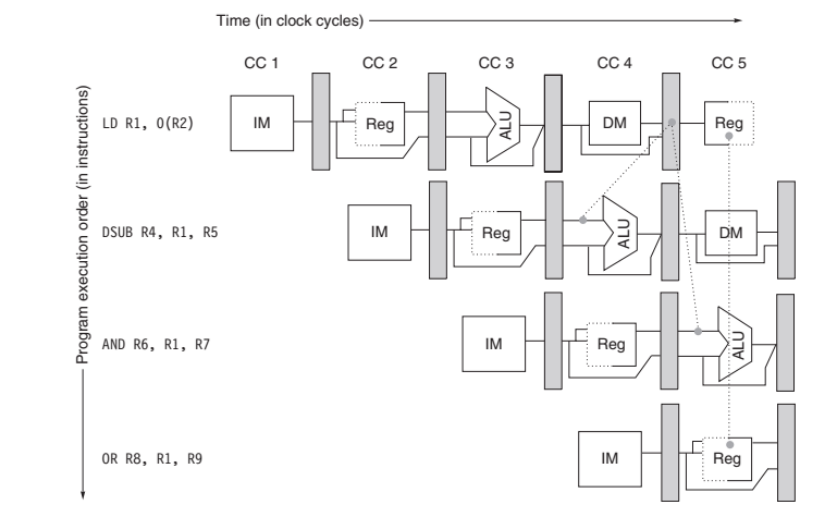 Time (in clock cycles)
CC 1 CC 2 CC 3 CC 4 CC 5
Program execution order (in instructions)
LD R1, 0(R2) IM Reg ALU DM Reg
DSUB R4, R1, R5 IM Reg ALU DM
AND R6, R1, R7 IM Reg ALU
OR R8, R1, R9 IM Reg